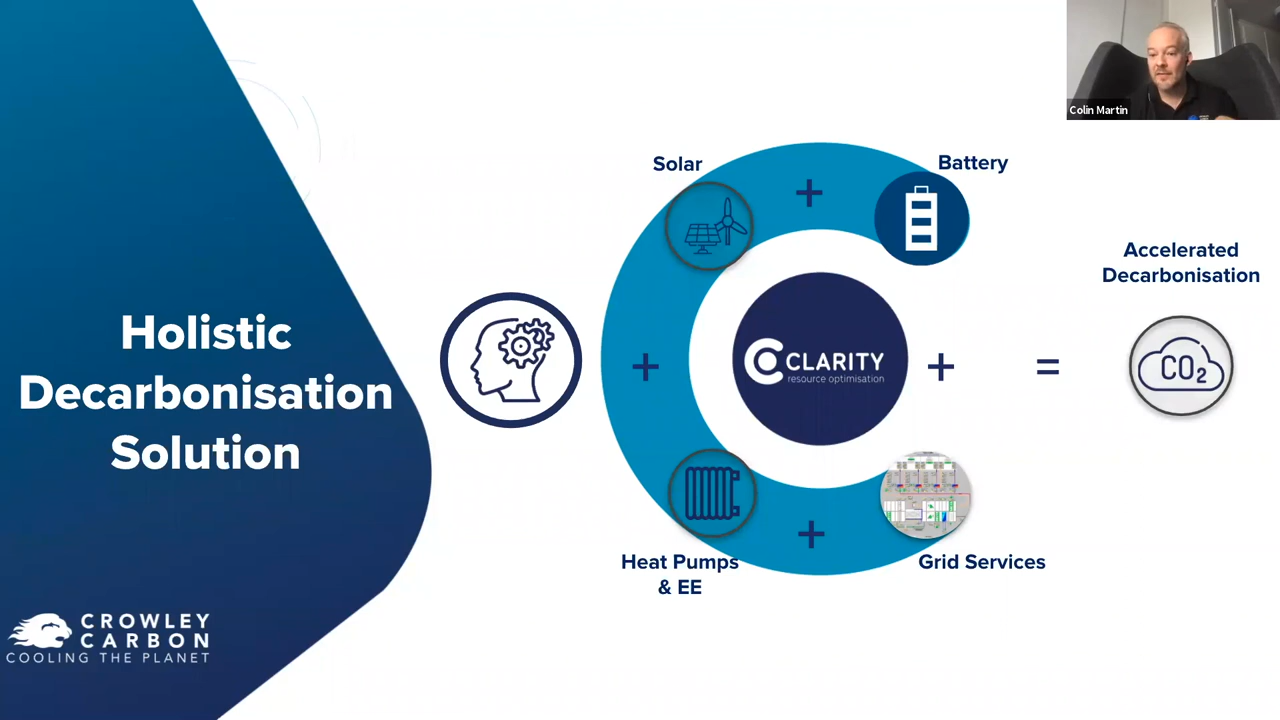 Holistic
Decarbonisation
Solution
CROWLEY
CARBON
COOLING THE PLANET
Solar
+
Battery
+
CLARITY
resource optimisation
+
=
Accelerated
Decarbonisation
CO2
Heat Pumps
& EE
+
Grid Services
Colin Martin